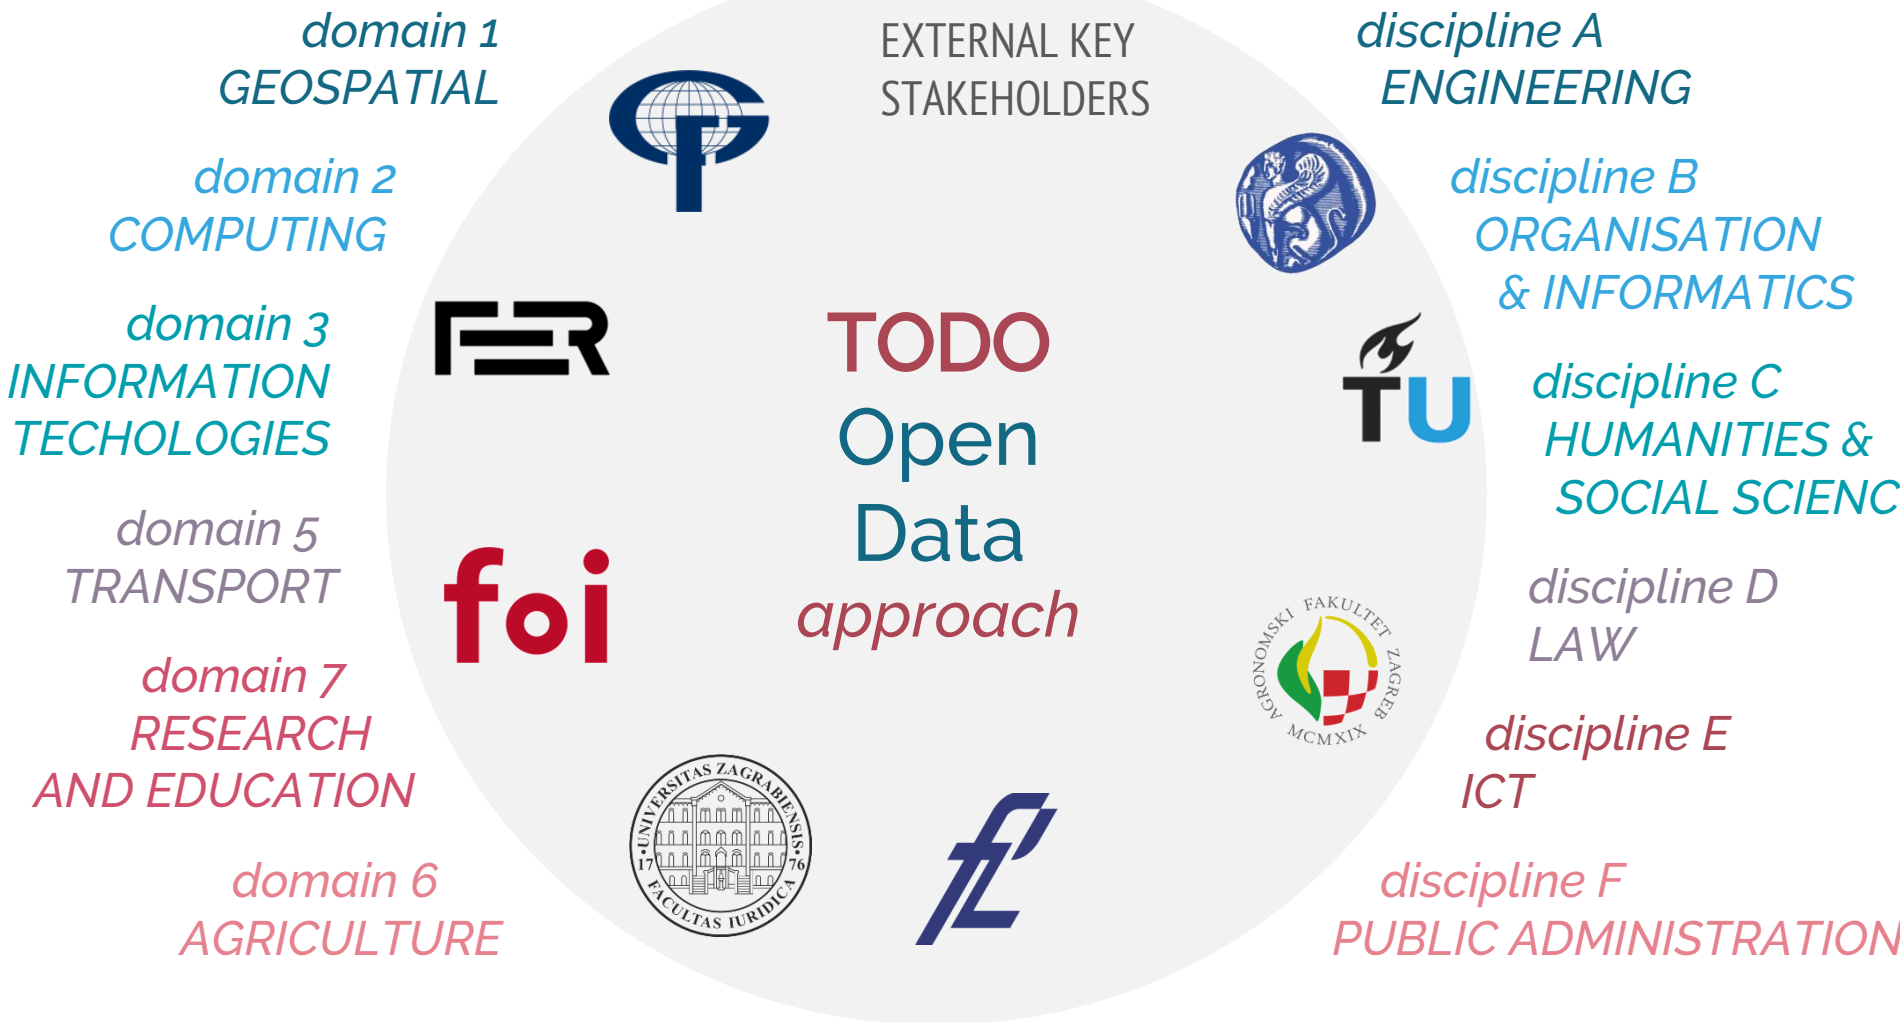 domain 1
GEOSPATIAL
domain 2
COMPUTING
domain 3
INFORMATION
TECHOLOGIES
domain 5
TRANSPORT
domain 7
RESEARCH
AND EDUCATION
domain 6
AGRICULTURE
EXTERNAL KEY
STAKEHOLDERS
FER
foi
UNIVERSITAS ZAGRABIENSIS
17 76
FACULTAS IURIDICA
TODO
Open
Data
approach
TU
AGRONOMSKI FAKULTET ZAGREB
MCMXIX
discipline A
ENGINEERING
discipline B
ORGANISATION
& INFORMATICS
discipline C
HUMANITIES &
SOCIAL SCIENC
discipline D
LAW
discipline E
ICT
discipline F
PUBLIC ADMINISTRATION